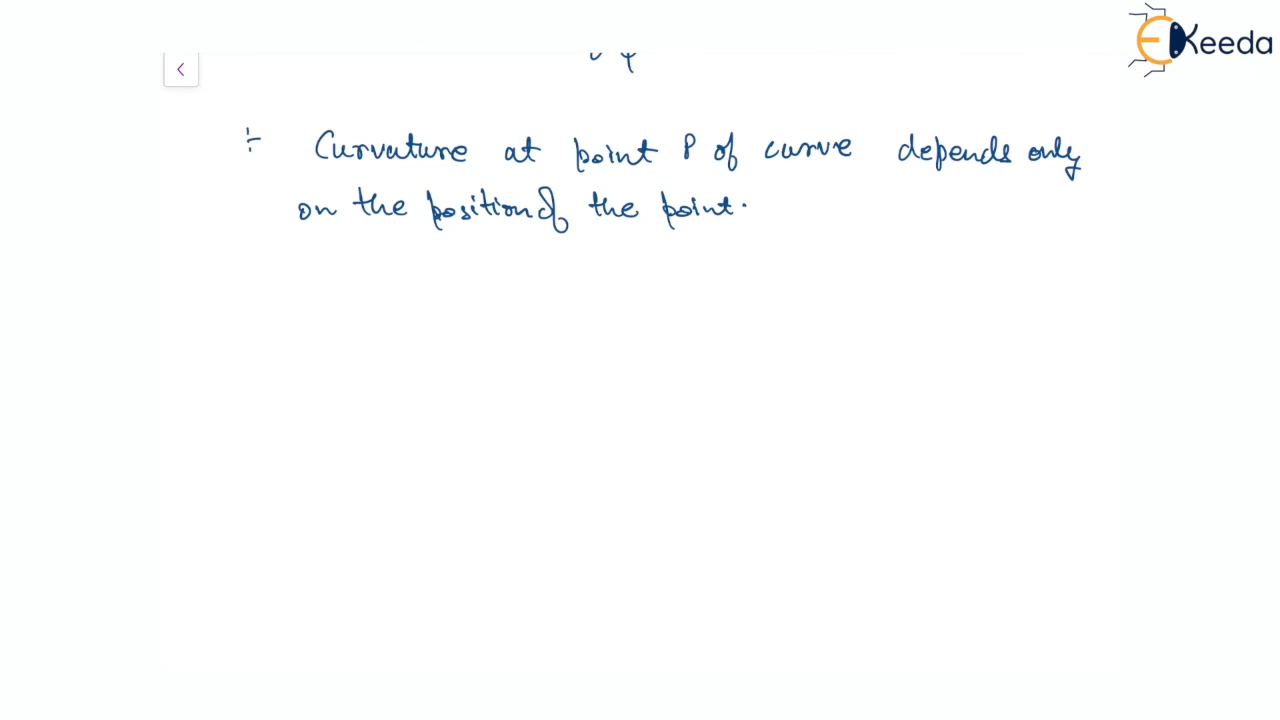 EKeeda
Curvature at point P of curve depends only
on the position of the point.